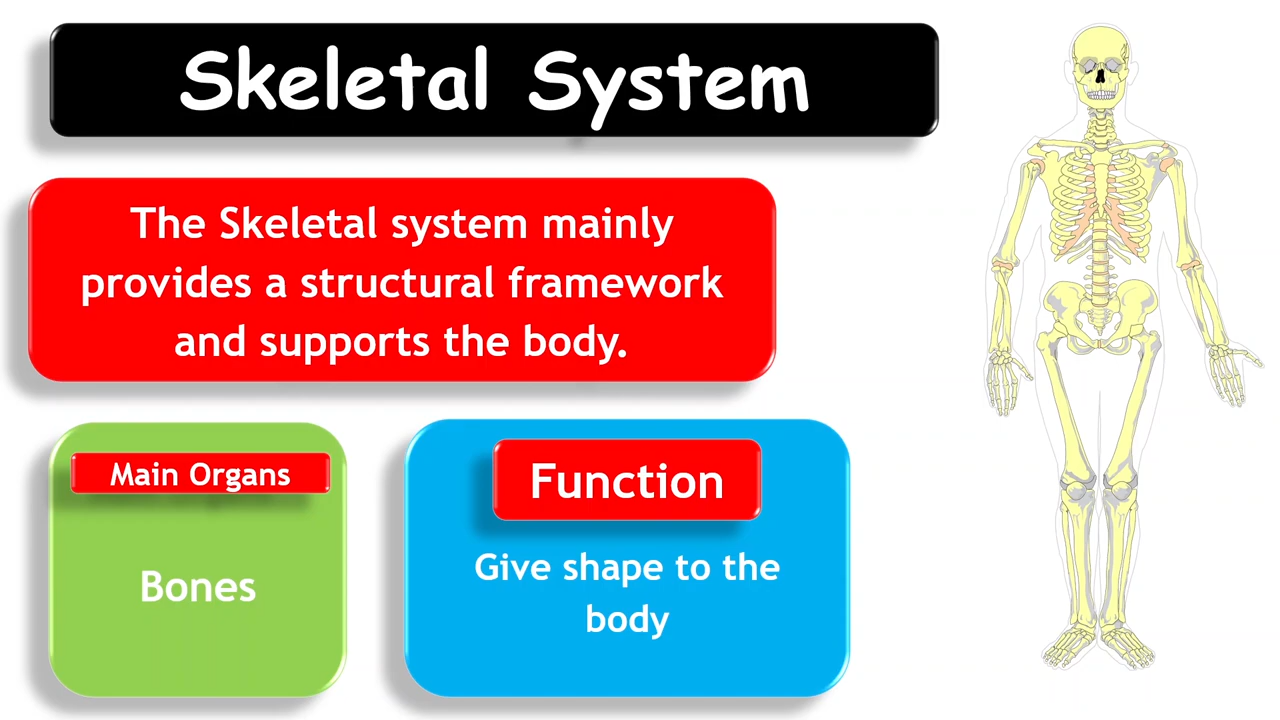 Skeletal System
The Skeletal system mainly
provides a structural framework
and supports the body.
Main Organs
Bones
Function
Give shape to the
body